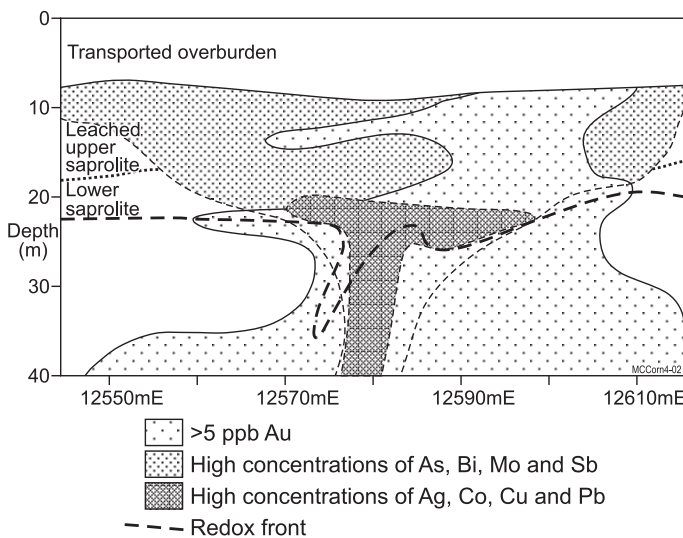 0
Transported overburden
10
Leached
upper
saprolite
20
Lower
saprolite
Depth
(m)
30
40
MCCorn4-02
12550mE
12570mE
12590mE
12610mE
>5 ppb Au
High concentrations of As, Bi, Mo and Sb
High concentrations of Ag, Co, Cu and Pb
Redox front